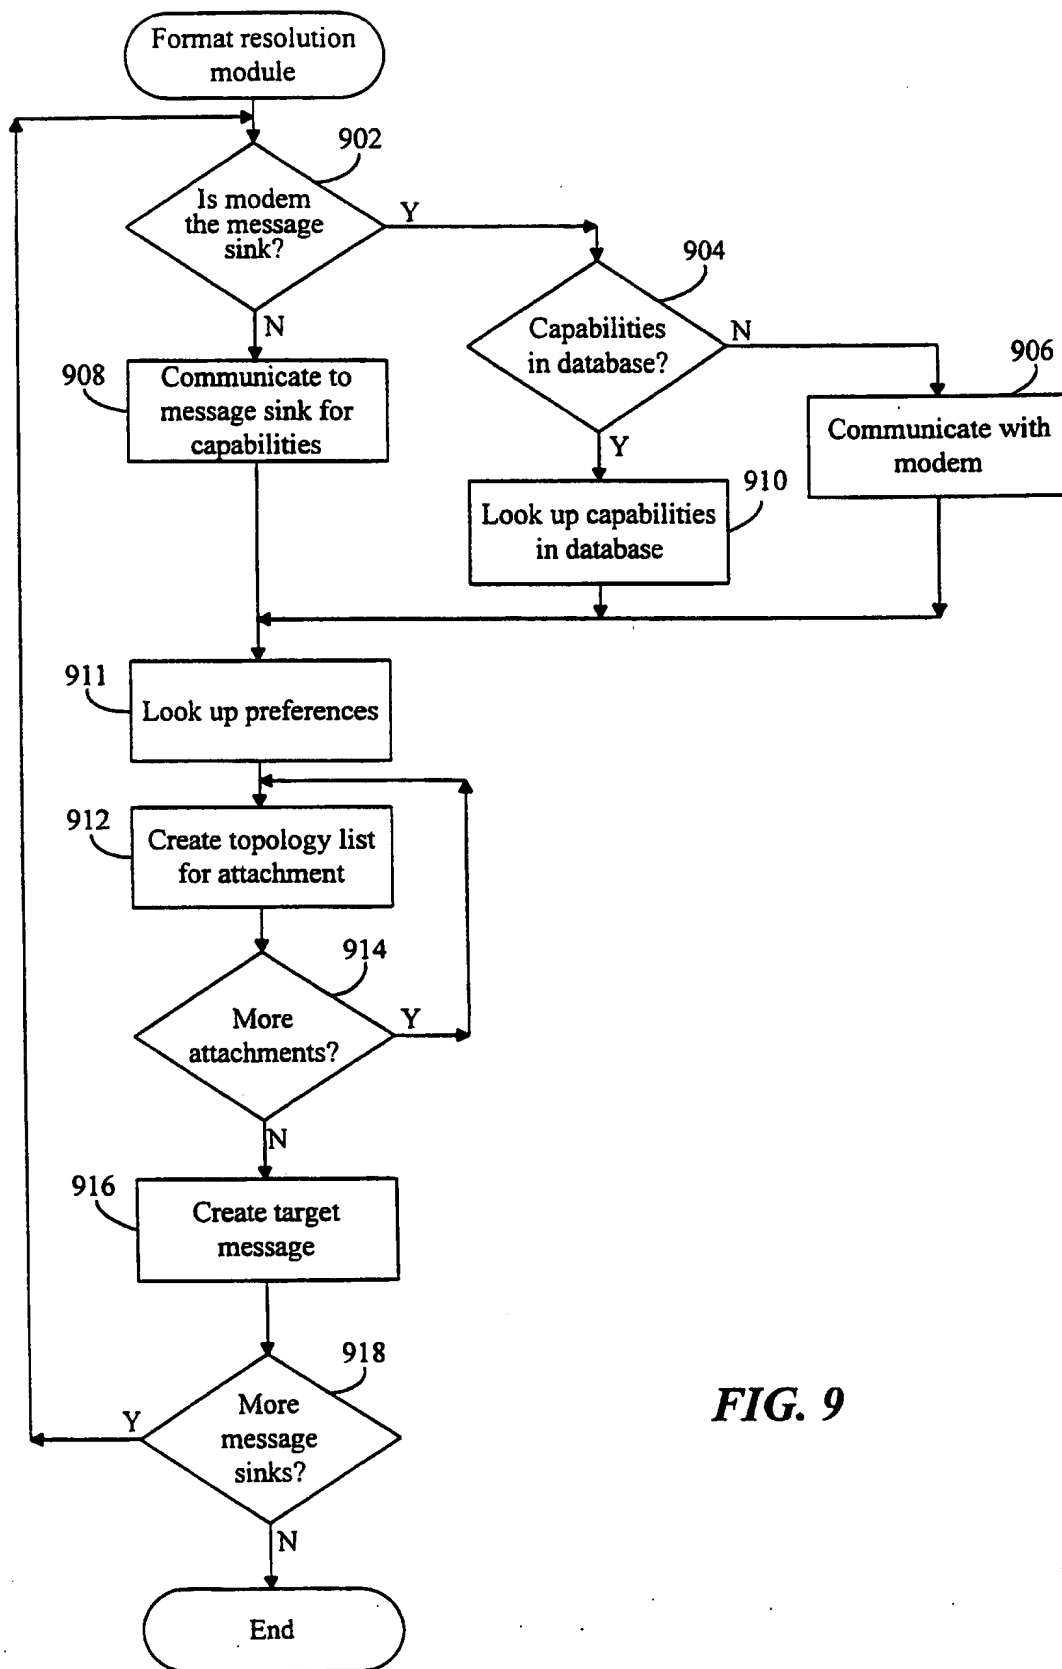 Format resolution
module
902
Is modem
the message
sink?
Y
N
904
Capabilities
in database?
N
Y
906
Communicate with
modem
908
Communicate to
message sink for
capabilities
910
Look up capabilities
in database
911
Look up preferences
912
Create topology list
for attachment
914
More
attachments?
Y
N
916
Create target
message
918
More
message
sinks?
Y
N
End
FIG. 9